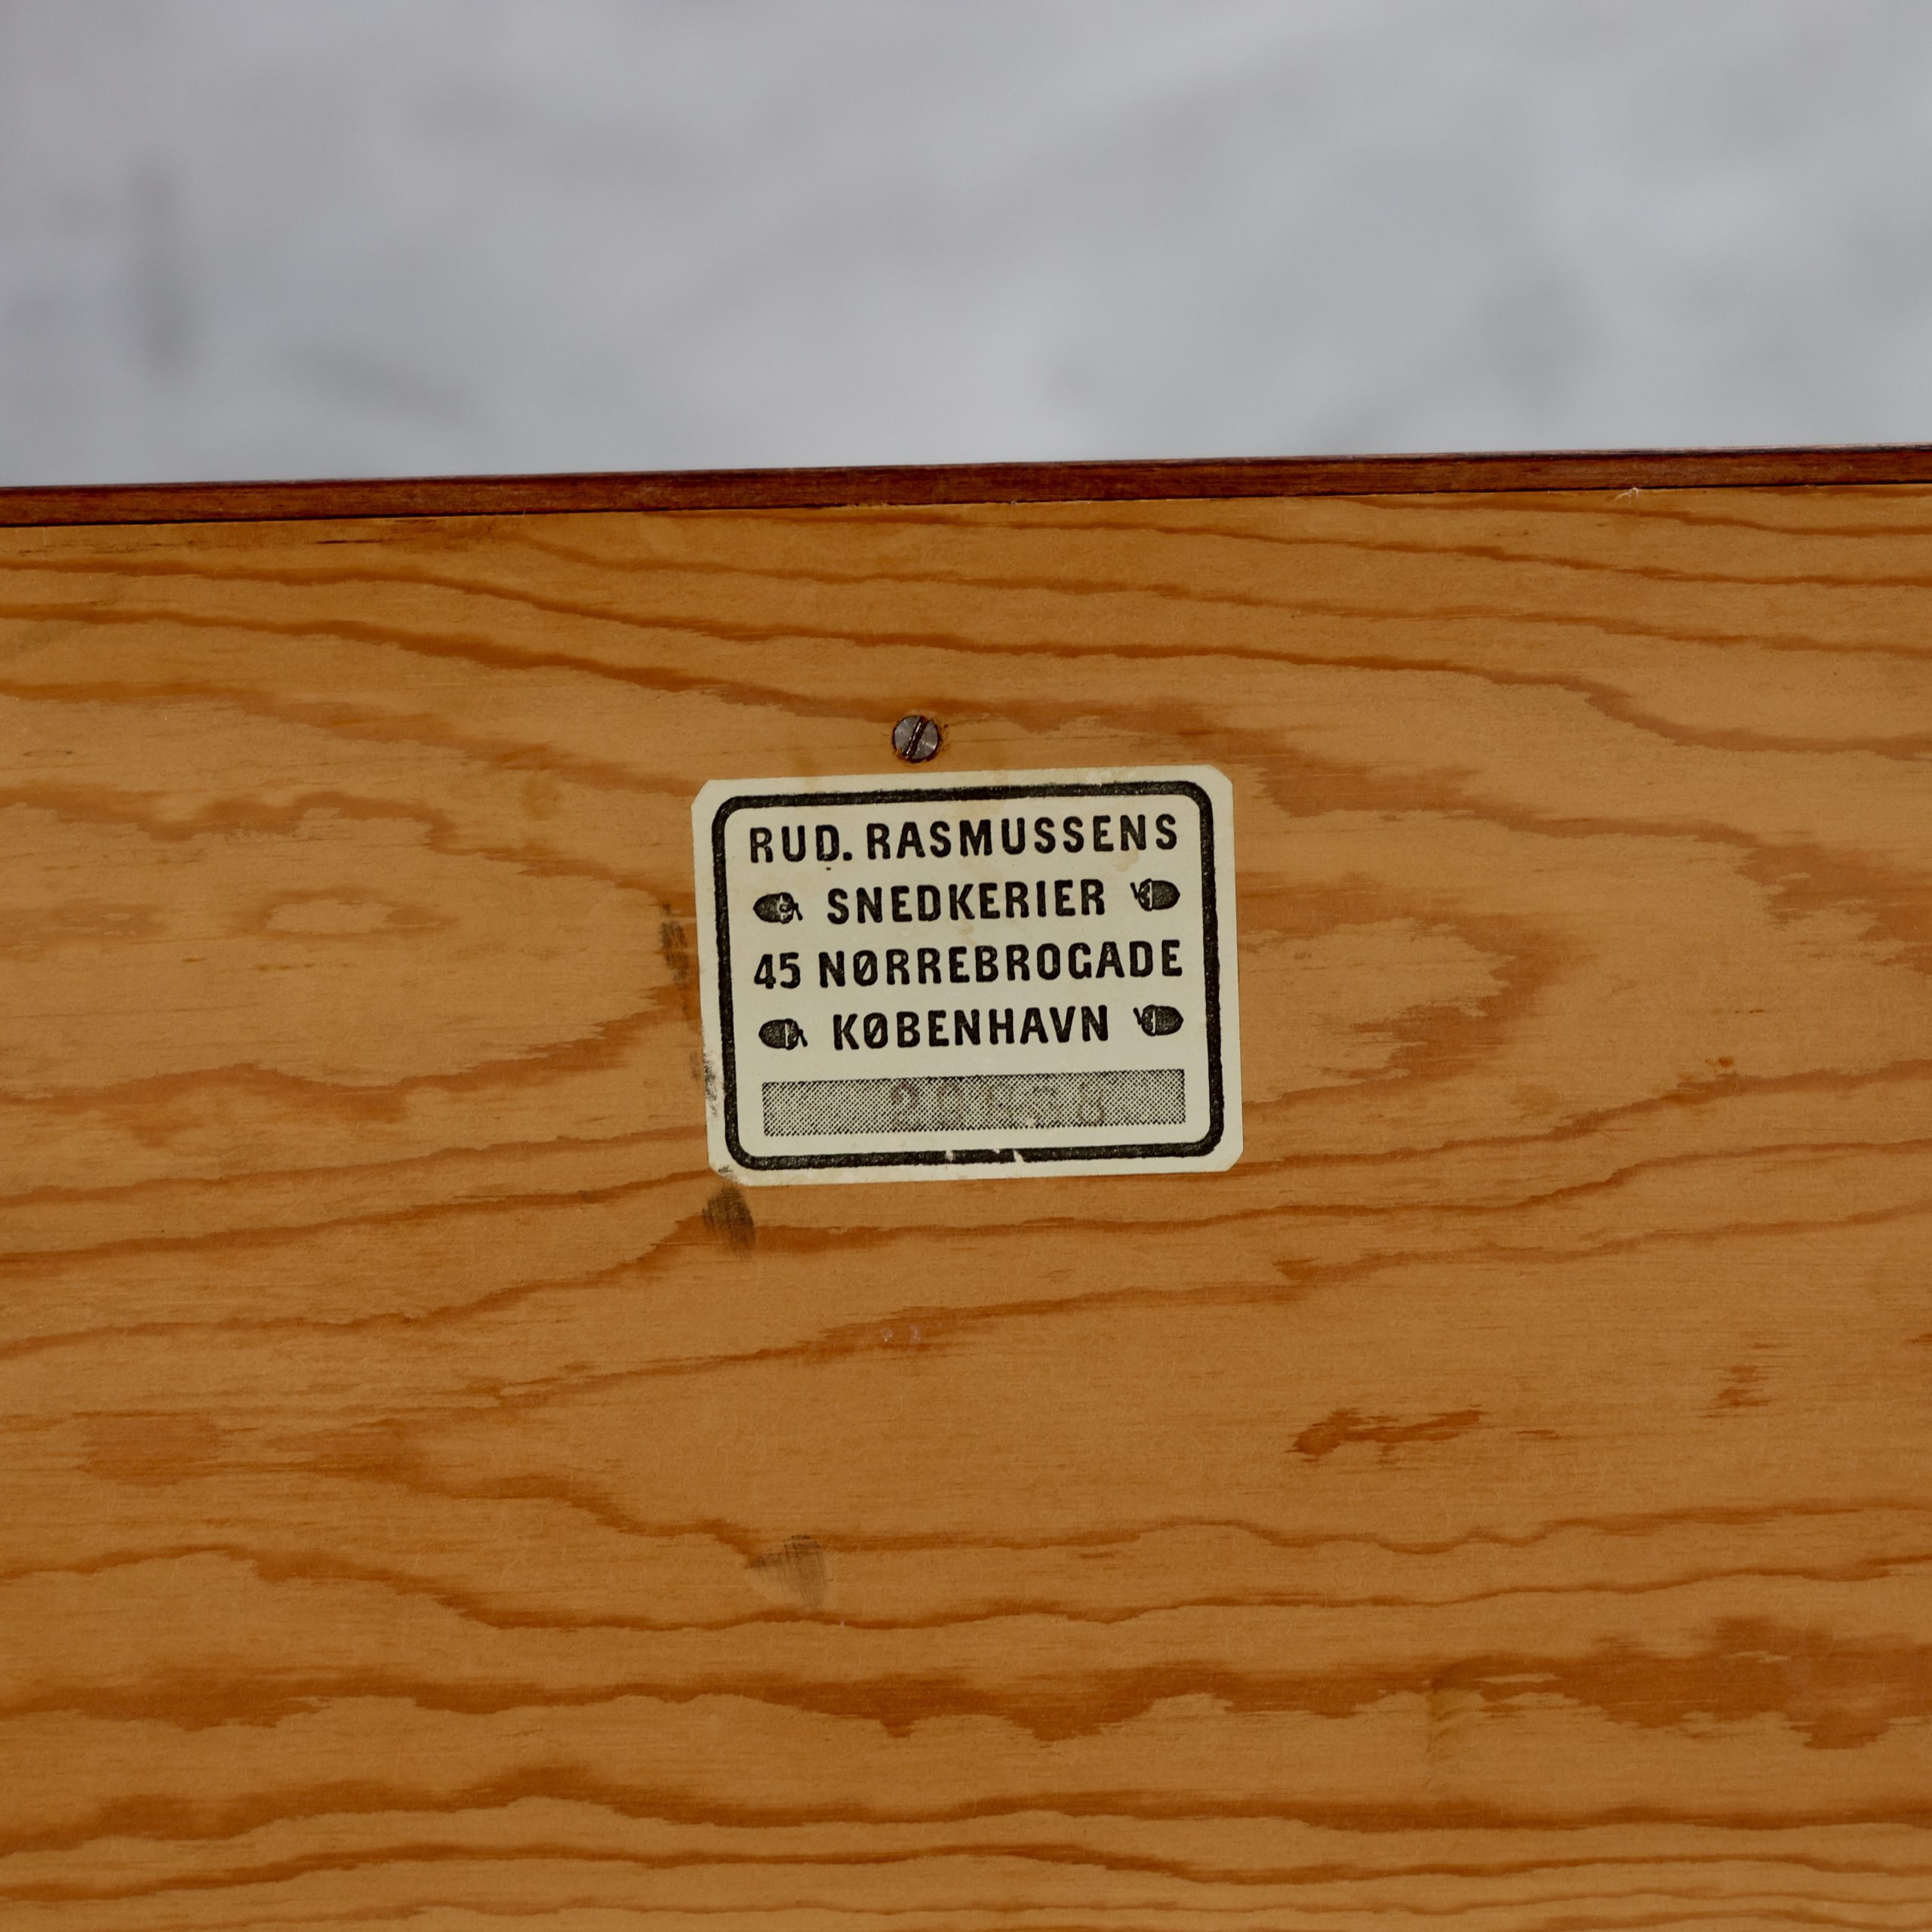 RUD. RASMUSSENS
SNEDKERIER
45 NØRREBROGADE
KØBENHAVN